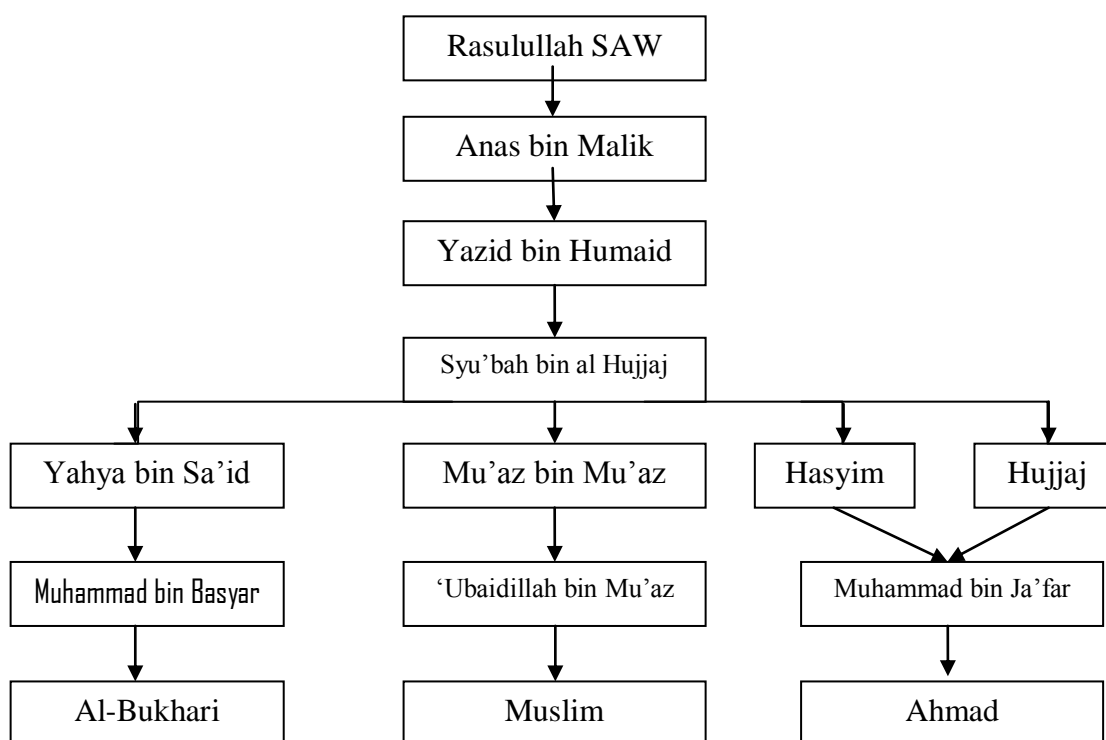 Rasulullah SAW
Anas bin Malik
Yazid bin Humaid
Syu’bah bin al Hujjaj
Yahya bin Sa’id
Mu’az bin Mu’az
Hasyim
Hujjaj
Muhammad bin Basyar
‘Ubaidillah bin Mu’az
Muhammad bin Ja’far
Al-Bukhari
Muslim
Ahmad